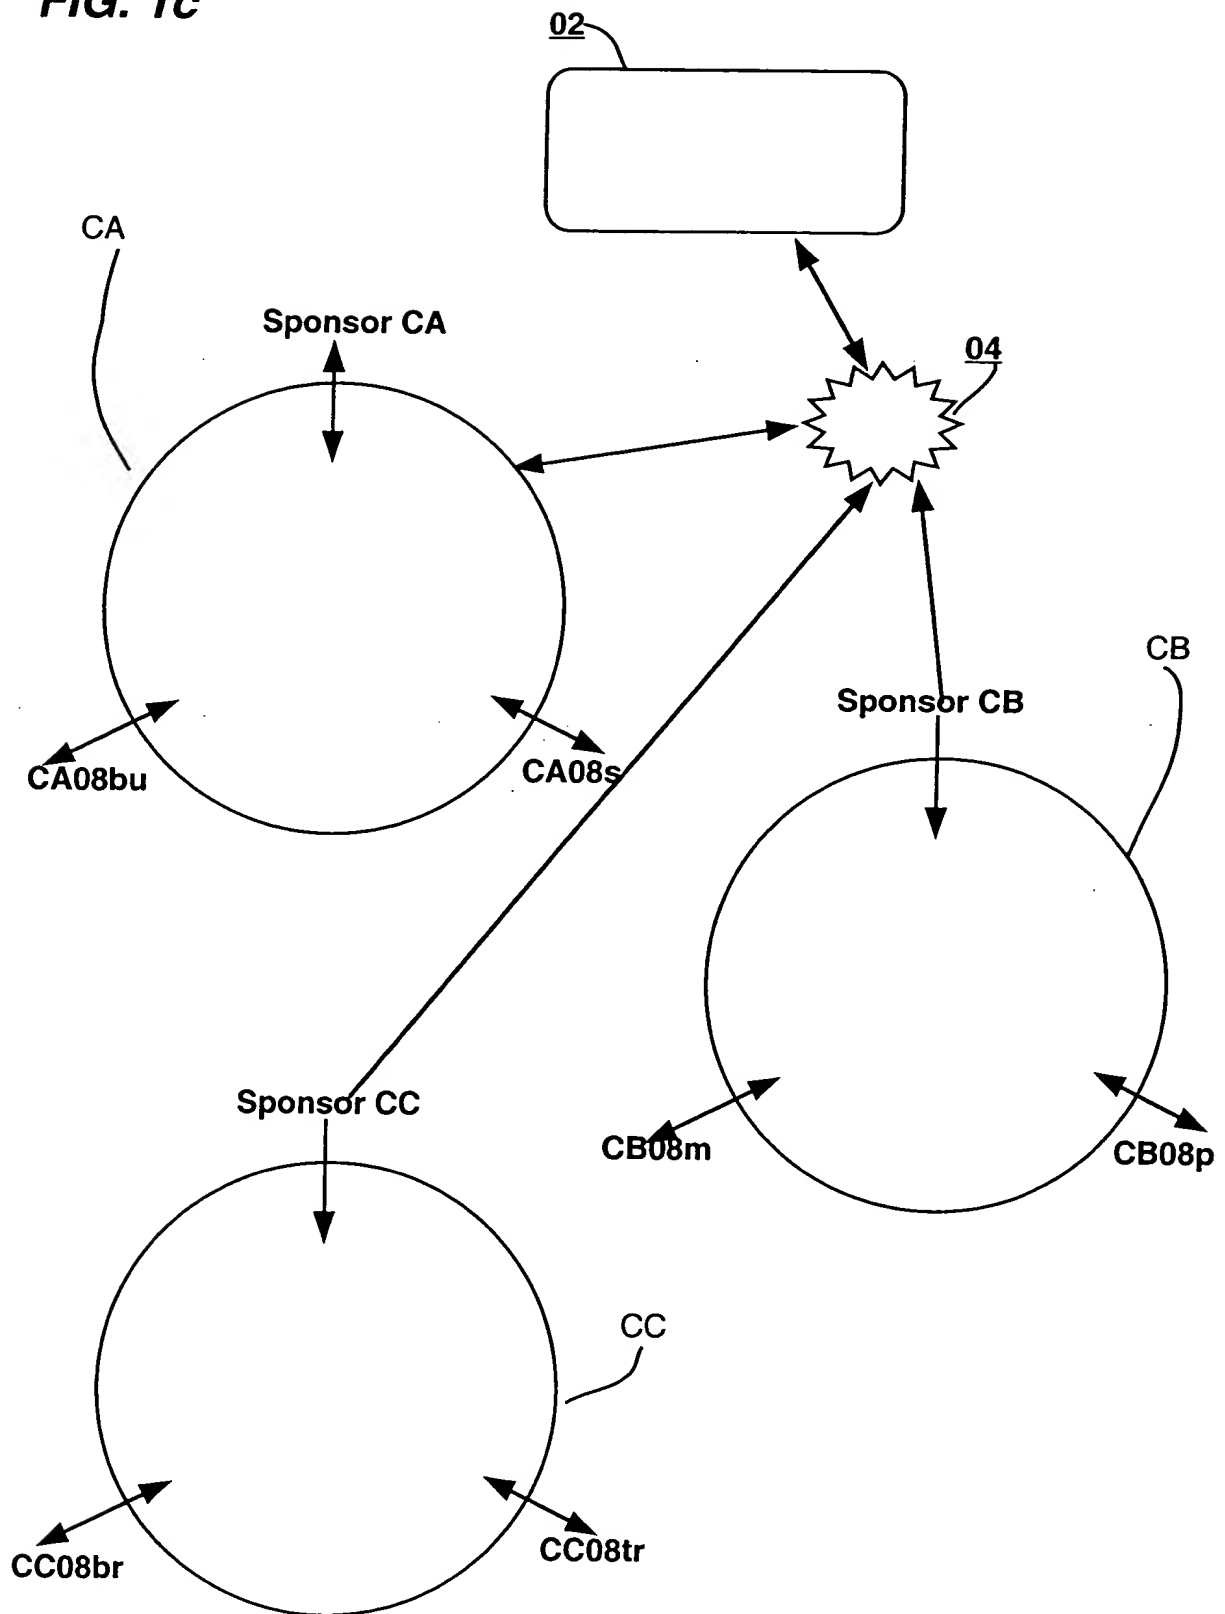 FIG. 1c
02
CA
Sponsor CA
04
CB
Sponsor CB
CA08bu
CA08s
Sponsor CC
CB08m
CB08p
CC
CC08br
CC08tr